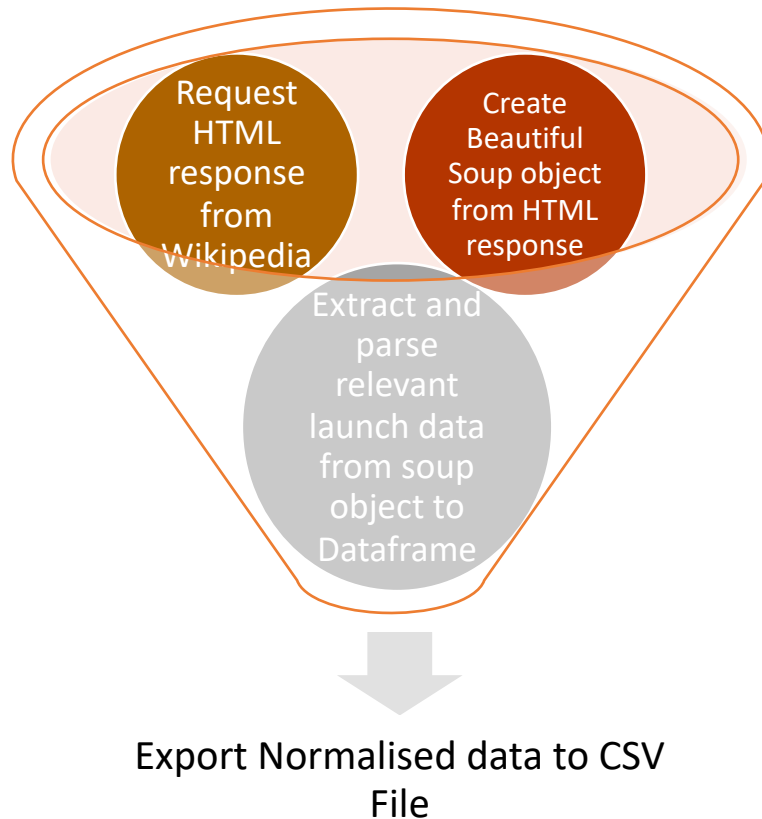 Request
HTML
response
from
Wikipedia
Create
Beautiful
Soup object
from HTML
response
Extract and
parse
relevant
launch data
from soup
object to
Dataframe
Export Normalised data to CSV
File